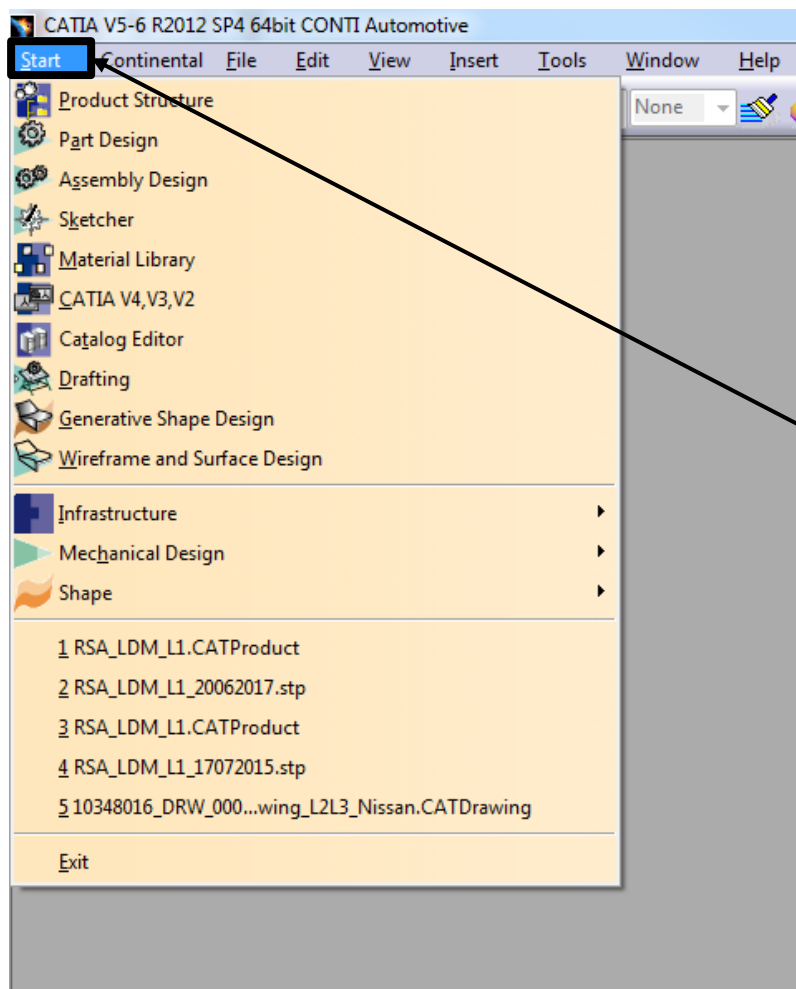 CATIA V5-6 R2012 SP4 64bit CONTI Automotive
Start Continental File Edit View Insert Tools Window Help
None
Product Structure
Part Design
Assembly Design
Sketcher
Material Library
CATIA V4,V3,V2
Catalog Editor
Drafting
Generative Shape Design
Wireframe and Surface Design
Infrastructure
Mechanical Design
Shape
1 RSA_LDM_L1.CATProduct
2 RSA_LDM_L1_20062017.stp
3 RSA_LDM_L1.CATProduct
4 RSA_LDM_L1_17072015.stp
5 10348016_DRW_000...wing_L2L3_Nissan.CATDrawing
Exit